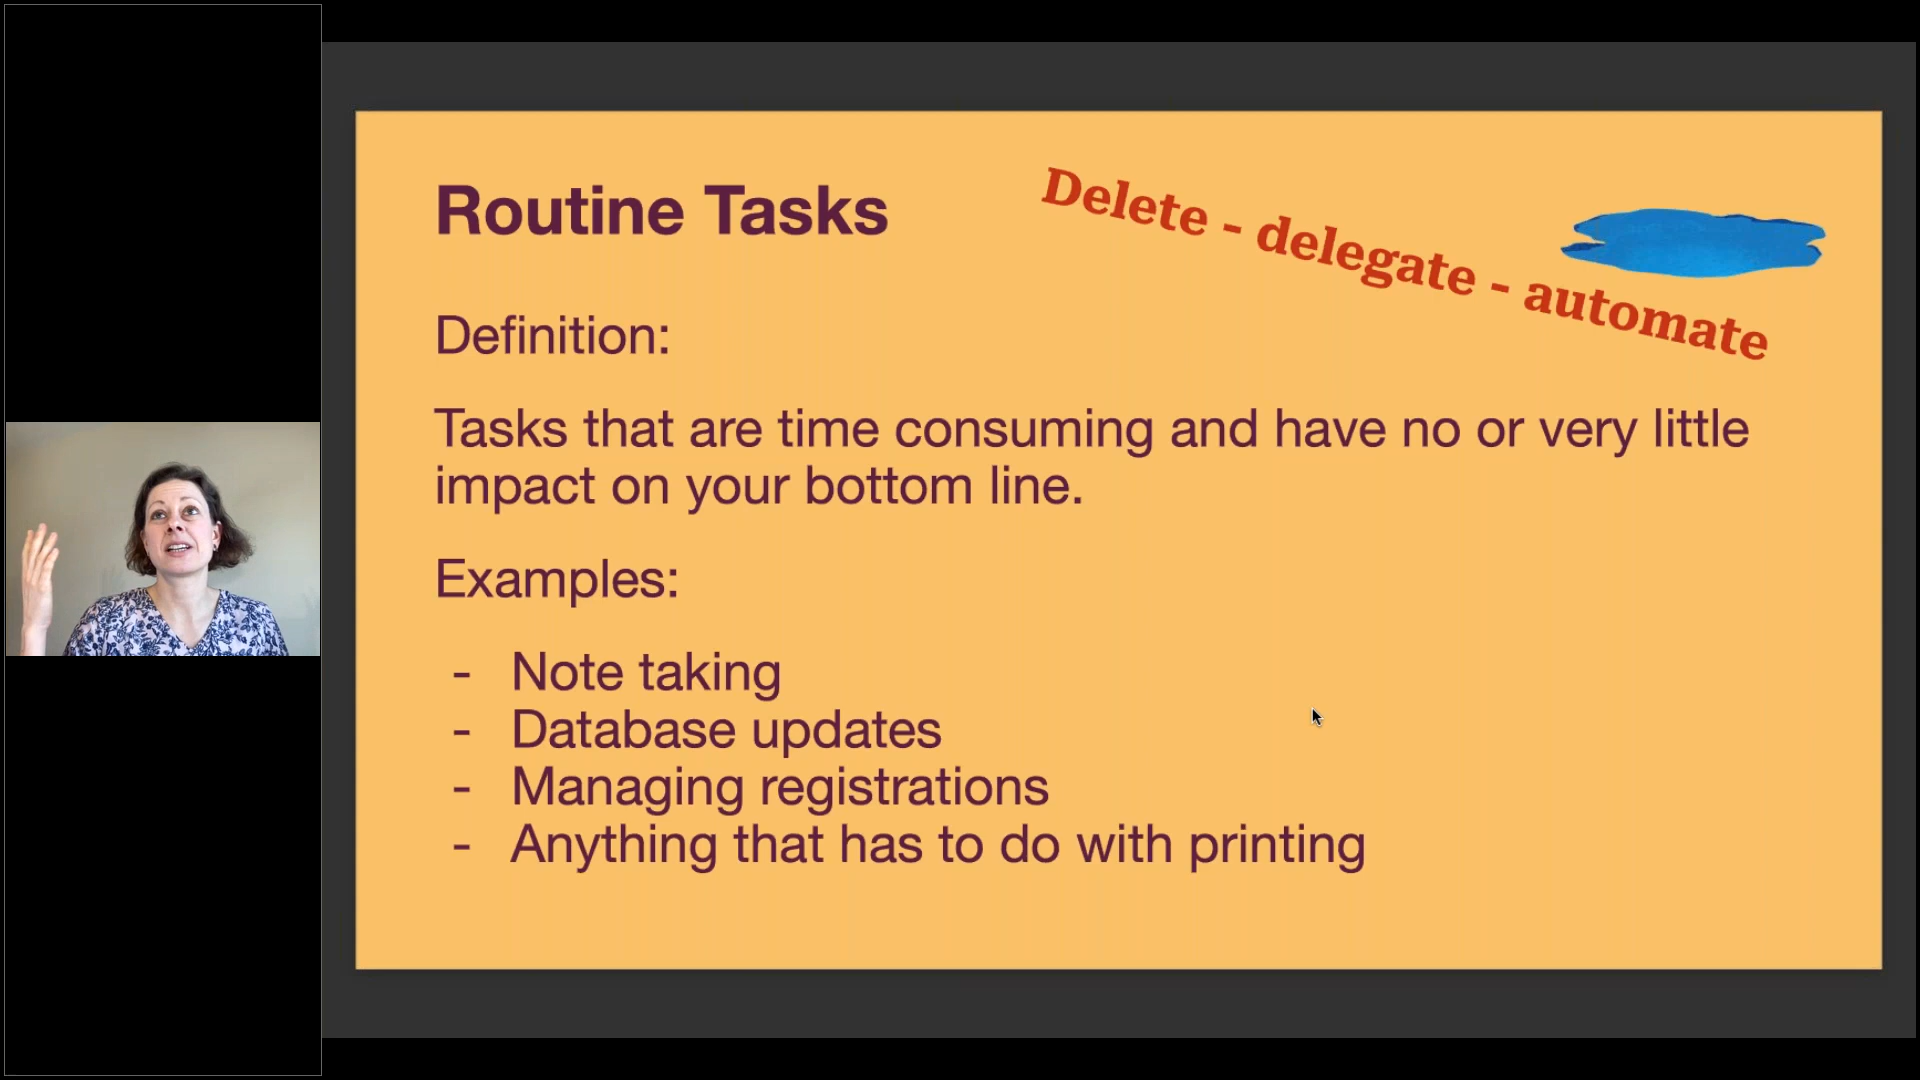 Routine Tasks
Delete - delegate - automate
Definition:
Tasks that are time consuming and have no or very little
impact on your bottom line.
Examples:
- Note taking
- Database updates
- Managing registrations
- Anything that has to do with printing